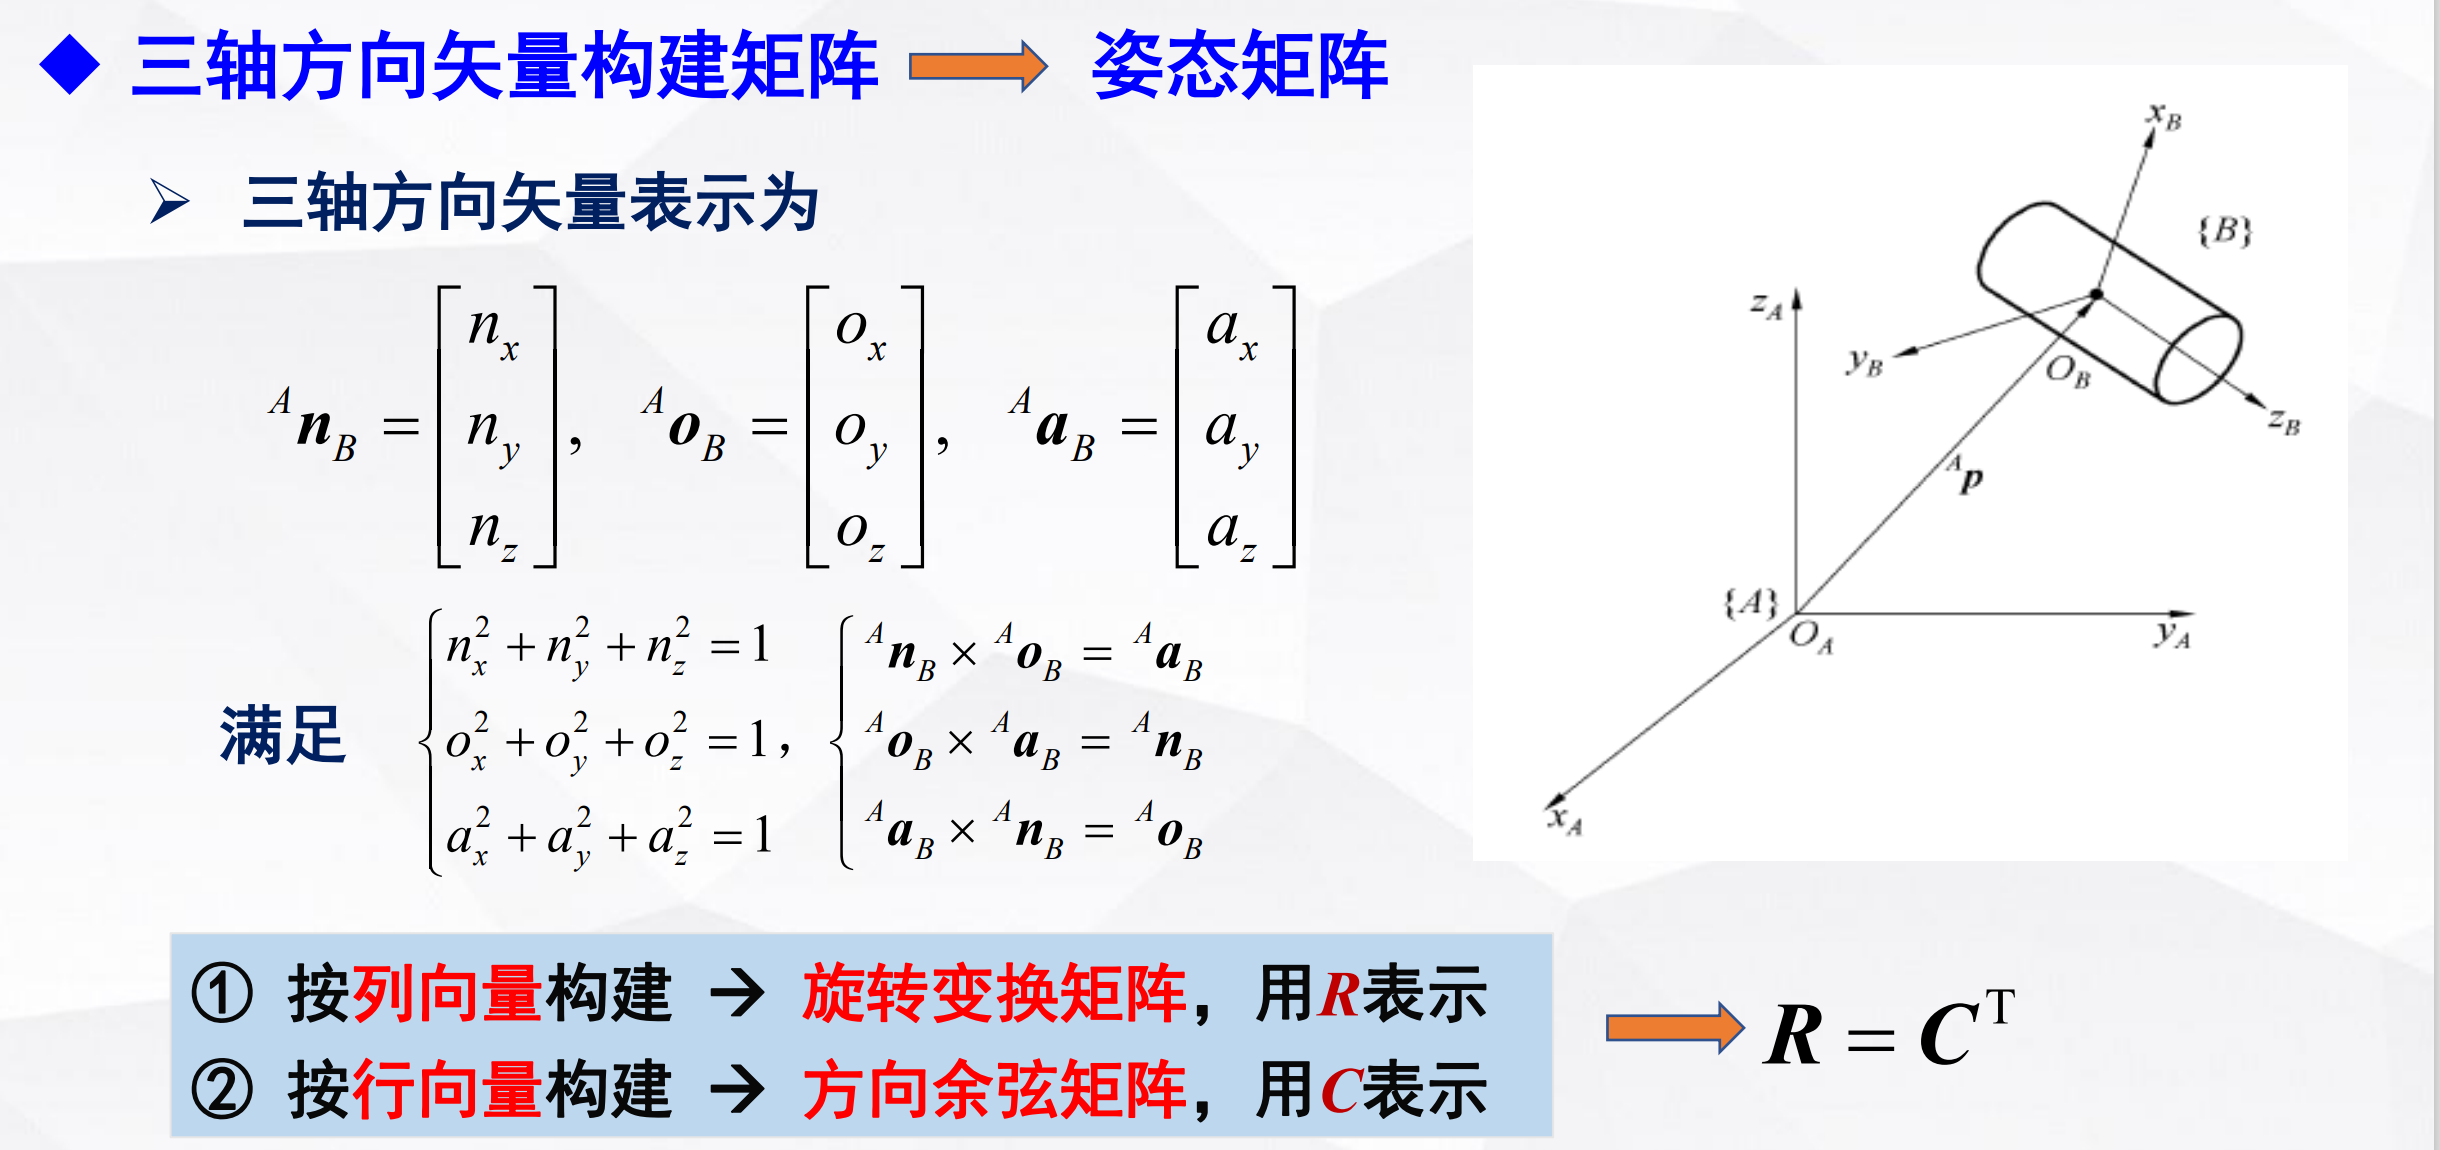 ◆ 三轴方向矢量构建矩阵 → 姿态矩阵
➢ 三轴方向矢量表示为
$^{A}\boldsymbol{n}_{B} = \begin{bmatrix} n_x \\ n_y \\ n_z \end{bmatrix}, \quad ^{A}\boldsymbol{o}_{B} = \begin{bmatrix} o_x \\ o_y \\ o_z \end{bmatrix}, \quad ^{A}\boldsymbol{a}_{B} = \begin{bmatrix} a_x \\ a_y \\ a_z \end{bmatrix}$
满足 $\begin{cases} n_x^2 + n_y^2 + n_z^2 = 1 \\ o_x^2 + o_y^2 + o_z^2 = 1 \\ a_x^2 + a_y^2 + a_z^2 = 1 \end{cases}, \begin{cases} ^{A}\boldsymbol{n}_{B} \times {}^{A}\boldsymbol{o}_{B} = {}^{A}\boldsymbol{a}_{B} \\ ^{A}\boldsymbol{o}_{B} \times {}^{A}\boldsymbol{a}_{B} = {}^{A}\boldsymbol{n}_{B} \\ ^{A}\boldsymbol{a}_{B} \times {}^{A}\boldsymbol{n}_{B} = {}^{A}\boldsymbol{o}_{B} \end{cases}$
$x_B$
{B}
$z_A$
$y_B$
$O_B$
$z_B$
$^{A}\boldsymbol{p}$
{A}
$O_A$
$y_A$
$x_A$
① 按列向量构建 → 旋转变换矩阵，用R表示
② 按行向量构建 → 方向余弦矩阵，用C表示
$\boldsymbol{R} = \boldsymbol{C}^{\mathrm{T}}$